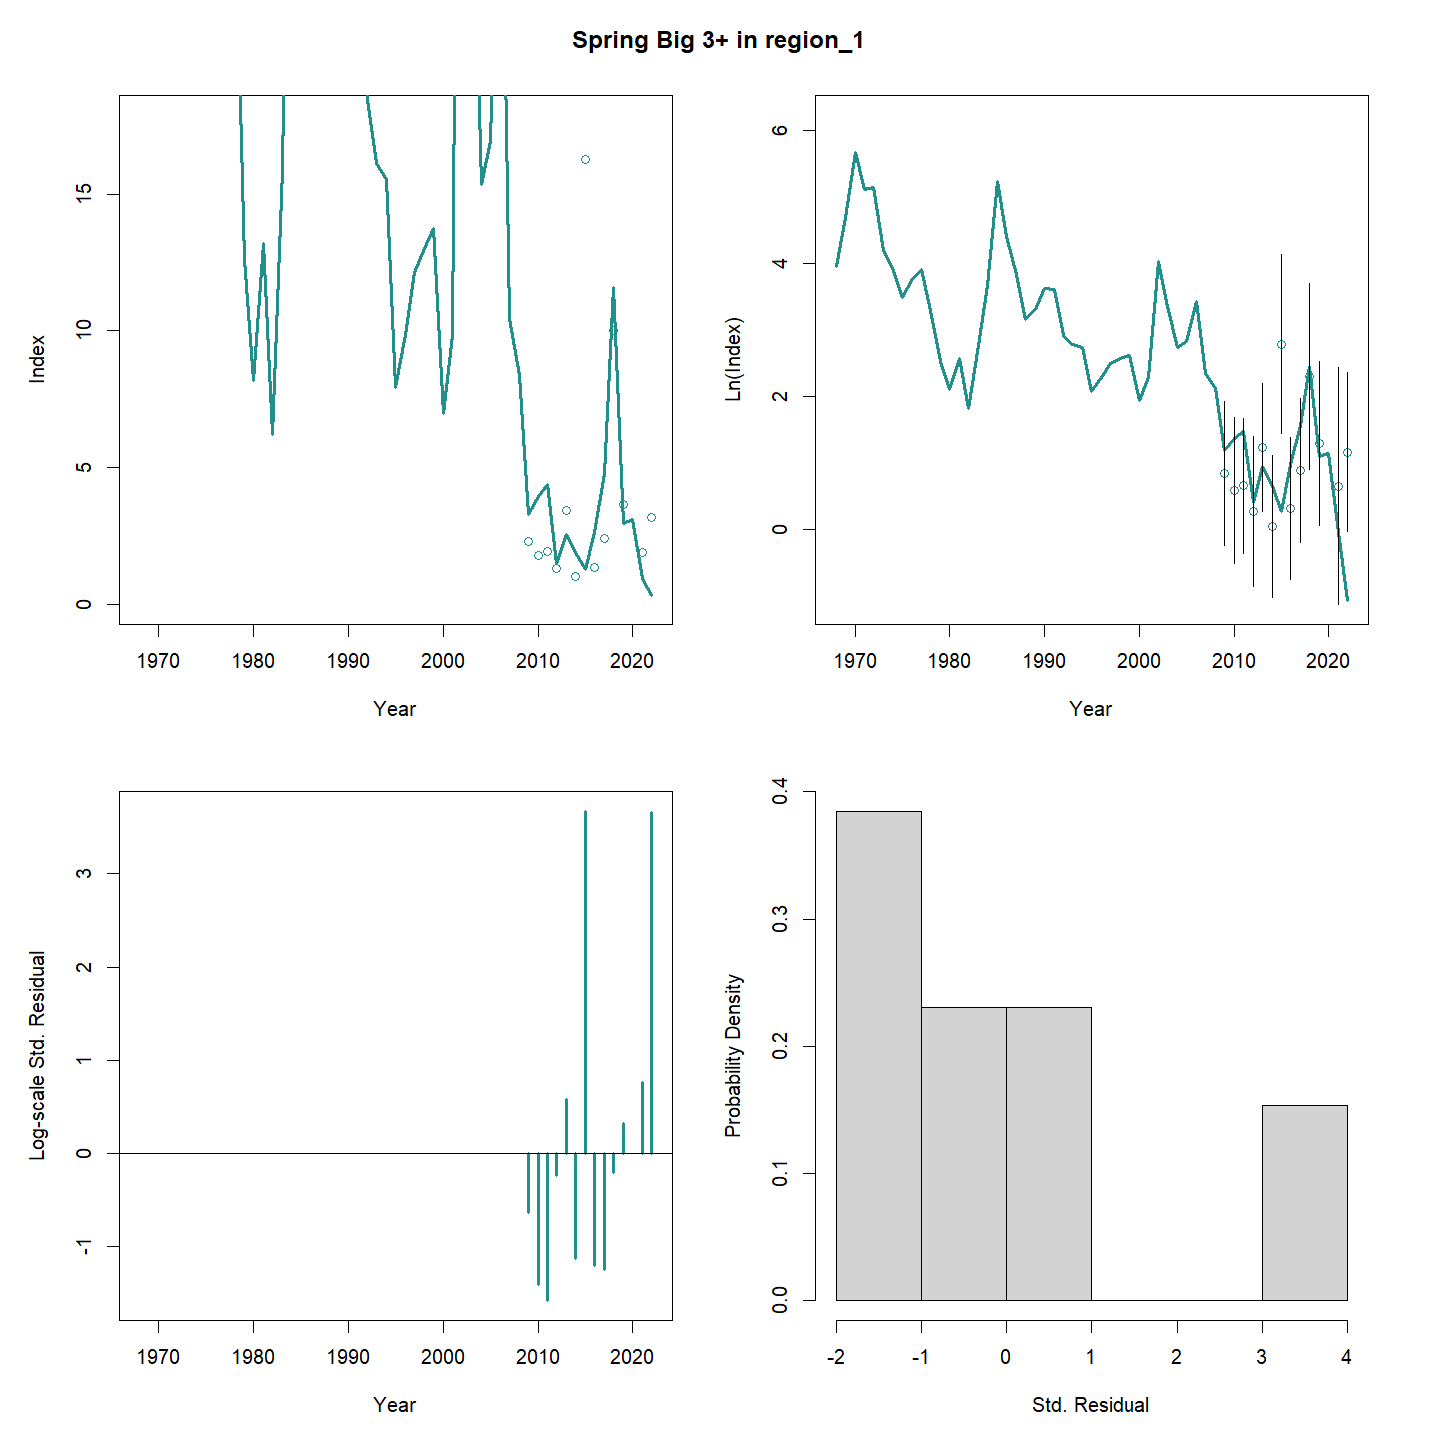 Spring Big 3+ in region_1
Index
0
5
10
15
1970 1980 1990 2000 2010 2020
Year
Ln(Index)
0
2
4
6
1970 1980 1990 2000 2010 2020
Year
Log-scale Std. Residual
-1
0
1
2
3
1970 1980 1990 2000 2010 2020
Year
Probability Density
0.0
0.1
0.2
0.3
0.4
-2 -1 0 1 2 3 4
Std. Residual